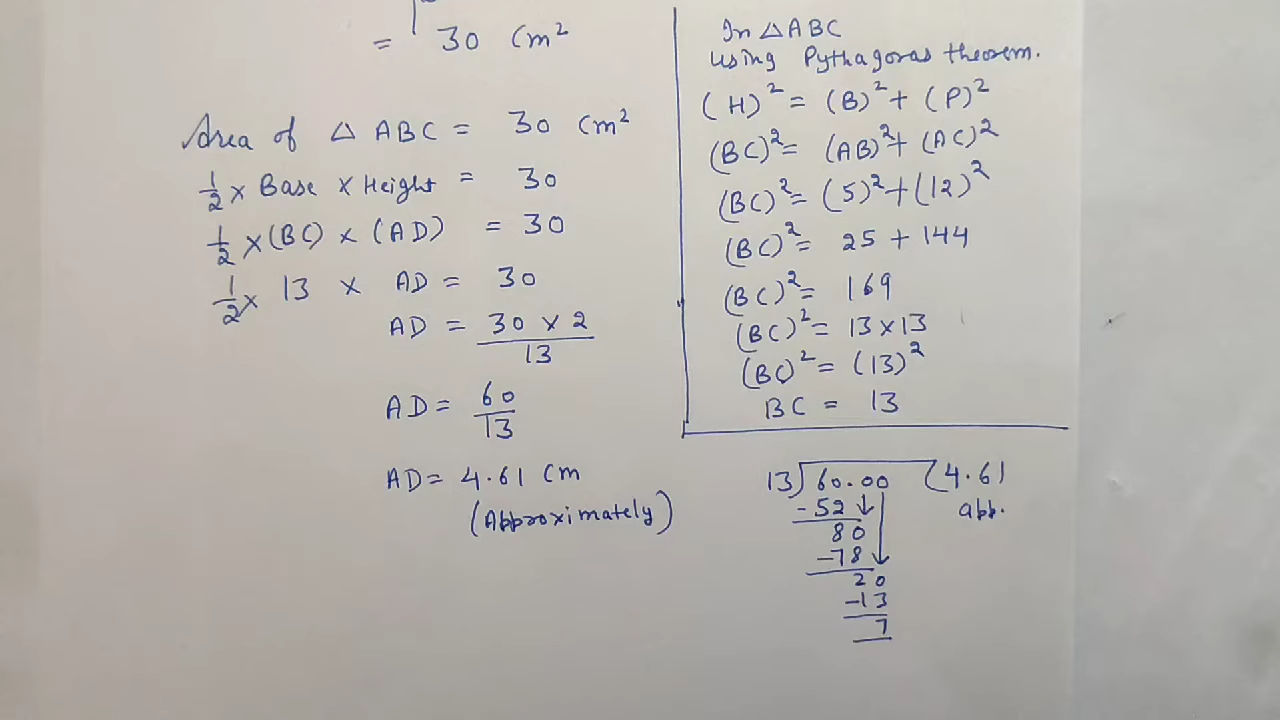 = 30 Cm²
Area of △ ABC = 30 Cm²
1/2 × Base × Height = 30
1/2 × (BC) × (AD) = 30
1/2 × 13 × AD = 30
AD = 30 × 2 / 13
AD = 60/13
AD = 4.61 Cm
(Approximately)
In △ABC
Using Pythagoras theorem.
(H)² = (B)² + (P)²
(BC)² = (AB)² + (AC)²
(BC)² = (5)² + (12)²
(BC)² = 25 + 144
(BC)² = 169
(BC)² = 13 × 13
(BC)² = (13)²
BC = 13
13)60.00(4.61
-52 ↓ app.
80
-78 ↓
20
-13
7